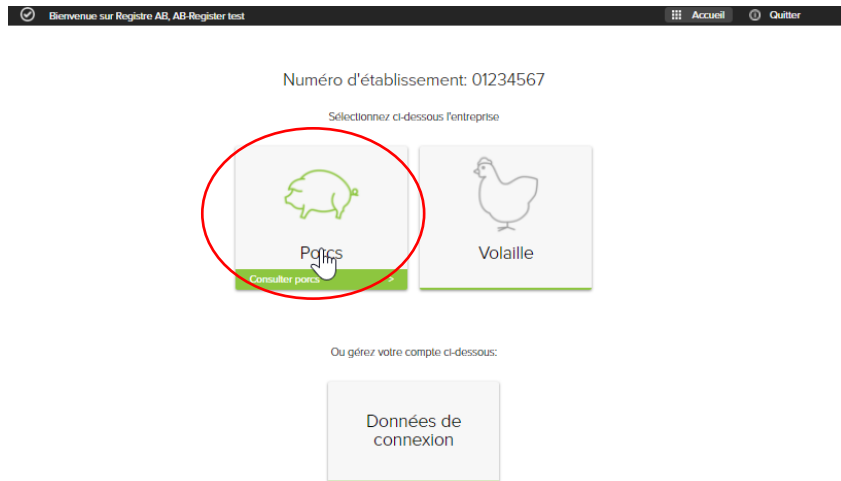 Bienvenue sur Registre AB, AB-Register test
Accueil
Quitter
Numéro d'établissement: 01234567
Sélectionnez ci-dessous l'entreprise
Porcs
Volaille
Consulter porcs
Ou gérez votre compte ci-dessous:
Données de
connexion